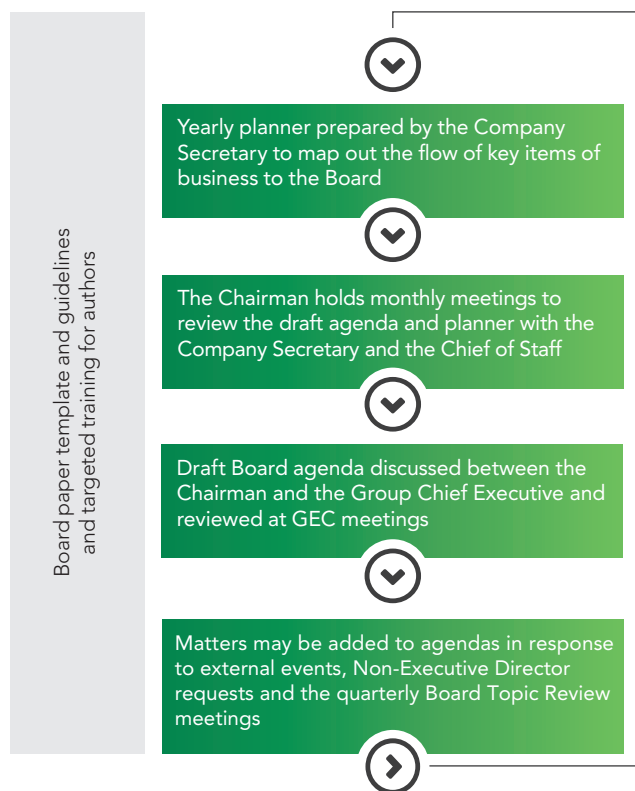 Board paper template and guidelines
and targeted training for authors
Yearly planner prepared by the Company
Secretary to map out the flow of key items of
business to the Board
The Chairman holds monthly meetings to
review the draft agenda and planner with the
Company Secretary and the Chief of Staff
Draft Board agenda discussed between the
Chairman and the Group Chief Executive and
reviewed at GEC meetings
Matters may be added to agendas in response
to external events, Non-Executive Director
requests and the quarterly Board Topic Review
meetings